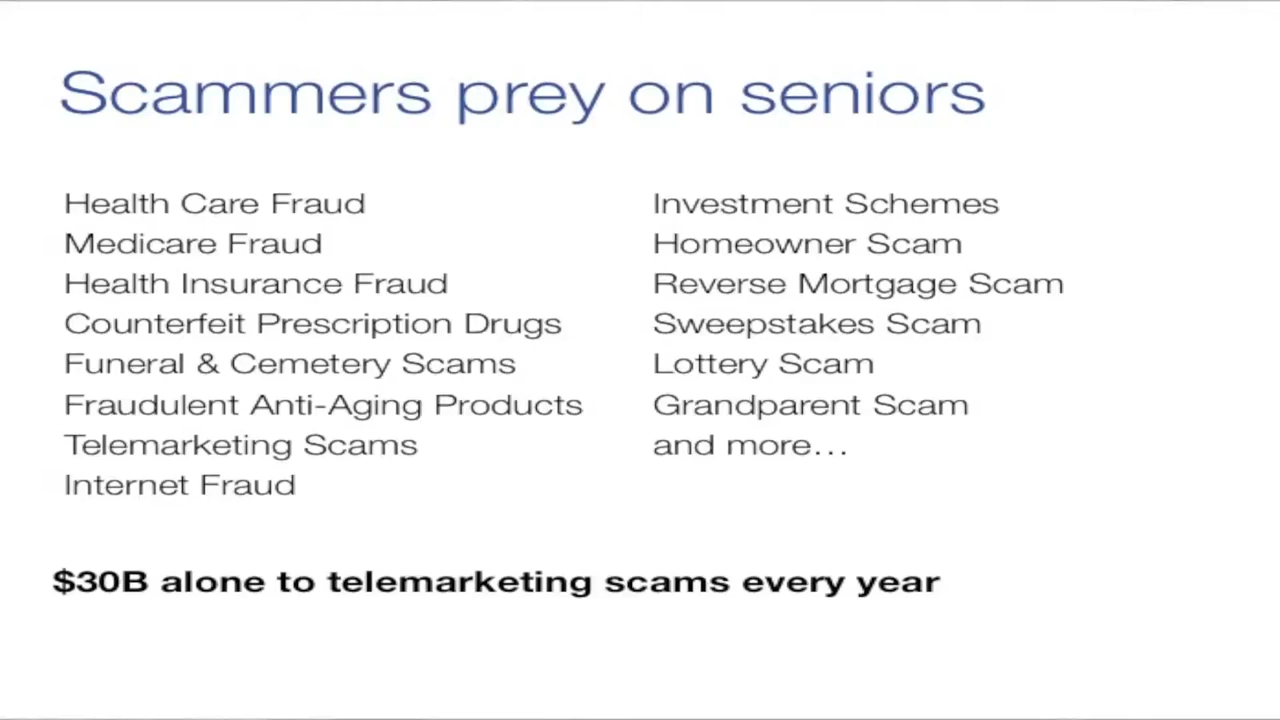 Scammers prey on seniors
Health Care Fraud
Medicare Fraud
Health Insurance Fraud
Counterfeit Prescription Drugs
Funeral & Cemetery Scams
Fraudulent Anti-Aging Products
Telemarketing Scams
Internet Fraud
Investment Schemes
Homeowner Scam
Reverse Mortgage Scam
Sweepstakes Scam
Lottery Scam
Grandparent Scam
and more…
$30B alone to telemarketing scams every year